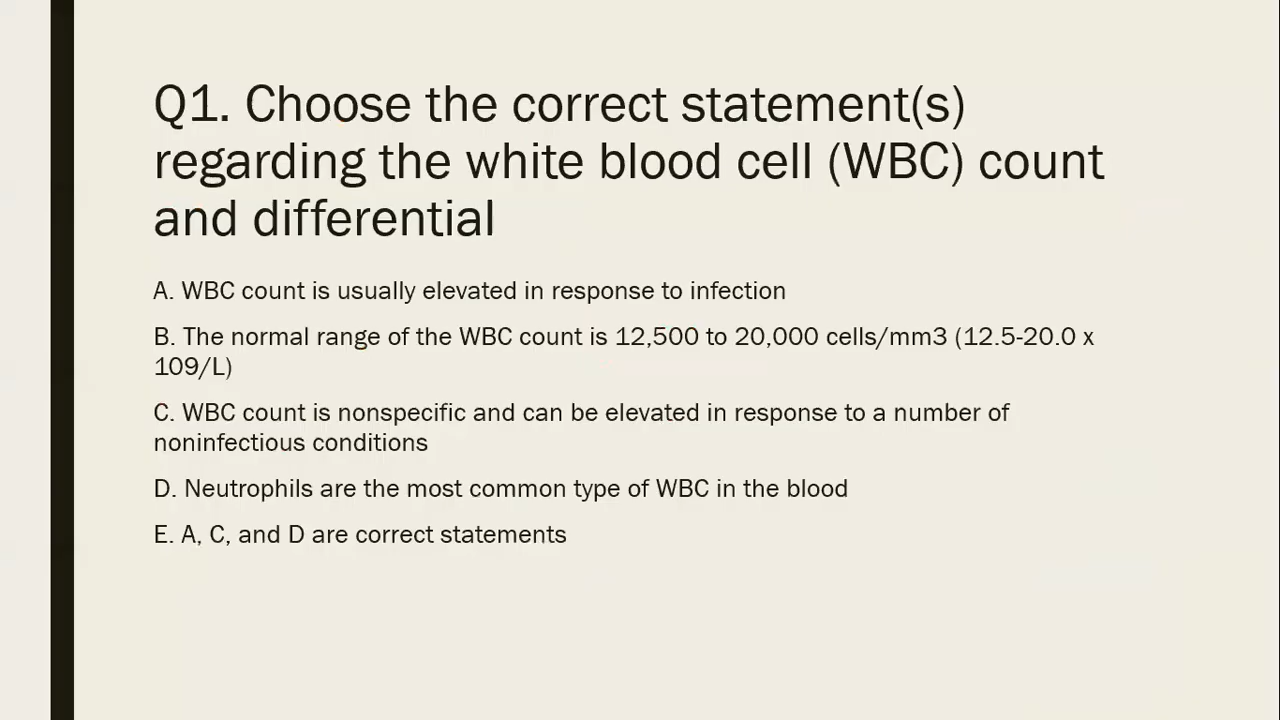 Q1. Choose the correct statement(s)
regarding the white blood cell (WBC) count
and differential
A. WBC count is usually elevated in response to infection
B. The normal range of the WBC count is 12,500 to 20,000 cells/mm3 (12.5-20.0 x
109/L)
C. WBC count is nonspecific and can be elevated in response to a number of
noninfectious conditions
D. Neutrophils are the most common type of WBC in the blood
E. A, C, and D are correct statements